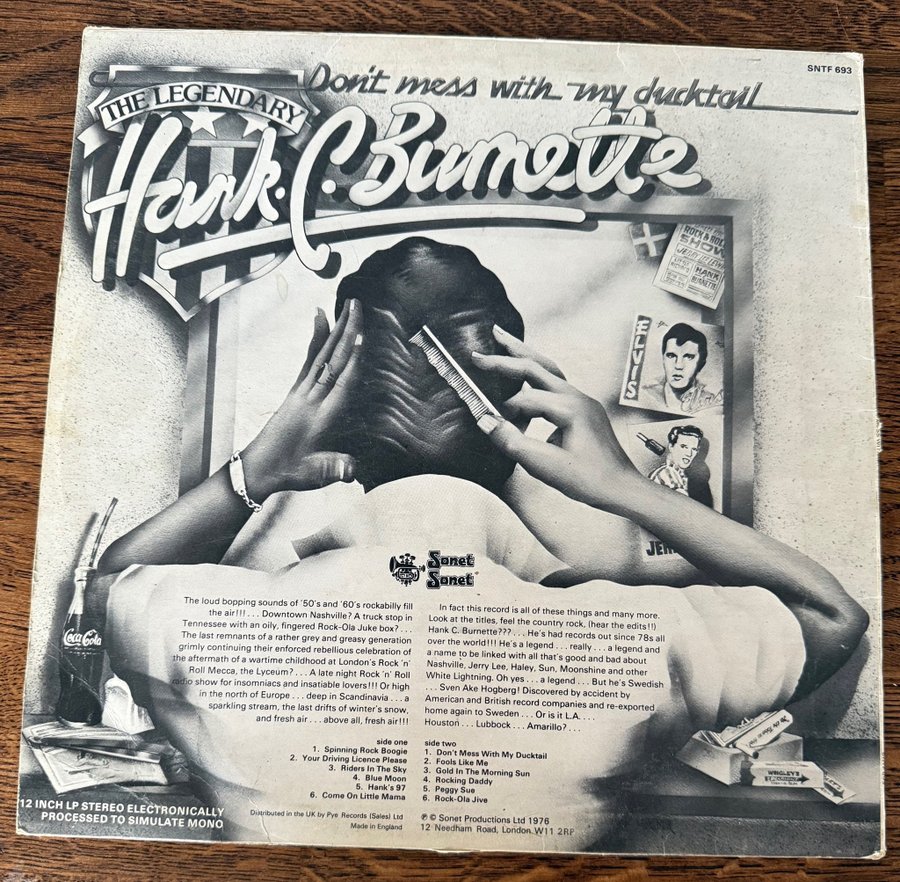 SNTF 693
Don't mess with my ducktail
THE LEGENDARY
Hank. C. Burnette
ROCK & ROLL
SHOW
HANK
BURNETTE
ELVIS
Sonet
Sonet
Coca-Cola
The loud bopping sounds of '50's and '60's rockabilly fill
the air!!! . . . Downtown Nashville? A truck stop in
Tennessee with an oily, fingered Rock-Ola Juke box? . . .
The last remnants of a rather grey and greasy generation
grimly continuing their enforced rebellious celebration of
the aftermath of a wartime childhood at London's Rock 'n'
Roll Mecca, the Lyceum? . . . A late night Rock 'n' Roll
radio show for insomniacs and insatiable lovers!!! Or high
in the north of Europe . . . deep in Scandinavia . . . a
sparkling stream, the last drifts of winter's snow,
and fresh air . . . above all, fresh air!!!
In fact this record is all of these things and many more.
Look at the titles, feel the country rock, (hear the edits!!)
Hank C. Burnette??? . . . He's had records out since 78s all
over the world!!! He's a legend . . . really . . . a legend and
a name to be linked with all that's good and bad about
Nashville, Jerry Lee, Haley, Sun, Moonshine and other
White Lightning. Oh yes . . . a legend . . . But he's Swedish
. . . Sven Ake Hogberg! Discovered by accident by
American and British record companies and re-exported
home again to Sweden . . . Or is it L.A. . . .
Houston . . . Lubbock . . . Amarillo? . . .
side one
1. Spinning Rock Boogie
2. Your Driving Licence Please
3. Riders In The Sky
4. Blue Moon
5. Hank's 97
6. Come On Little Mama
side two
1. Don't Mess With My Ducktail
2. Fools Like Me
3. Gold In The Morning Sun
4. Rocking Daddy
5. Peggy Sue
6. Rock-Ola Jive
WRIGLEY'S
12 INCH LP STEREO ELECTRONICALLY
PROCESSED TO SIMULATE MONO
Distributed in the UK by Pye Records (Sales) Ltd
Made in England
℗ © Sonet Productions Ltd 1976
12 Needham Road, London W11 2RP